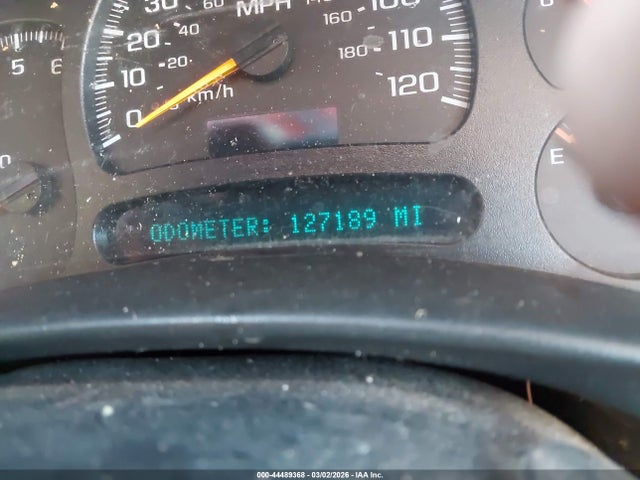 30 60 MPH 140 100
20 40 160 110
5 6 10 20 180 120
0 km/h
E
ODOMETER: 127189 MI
000-44489368 - 03/02/2026 - IAA Inc.